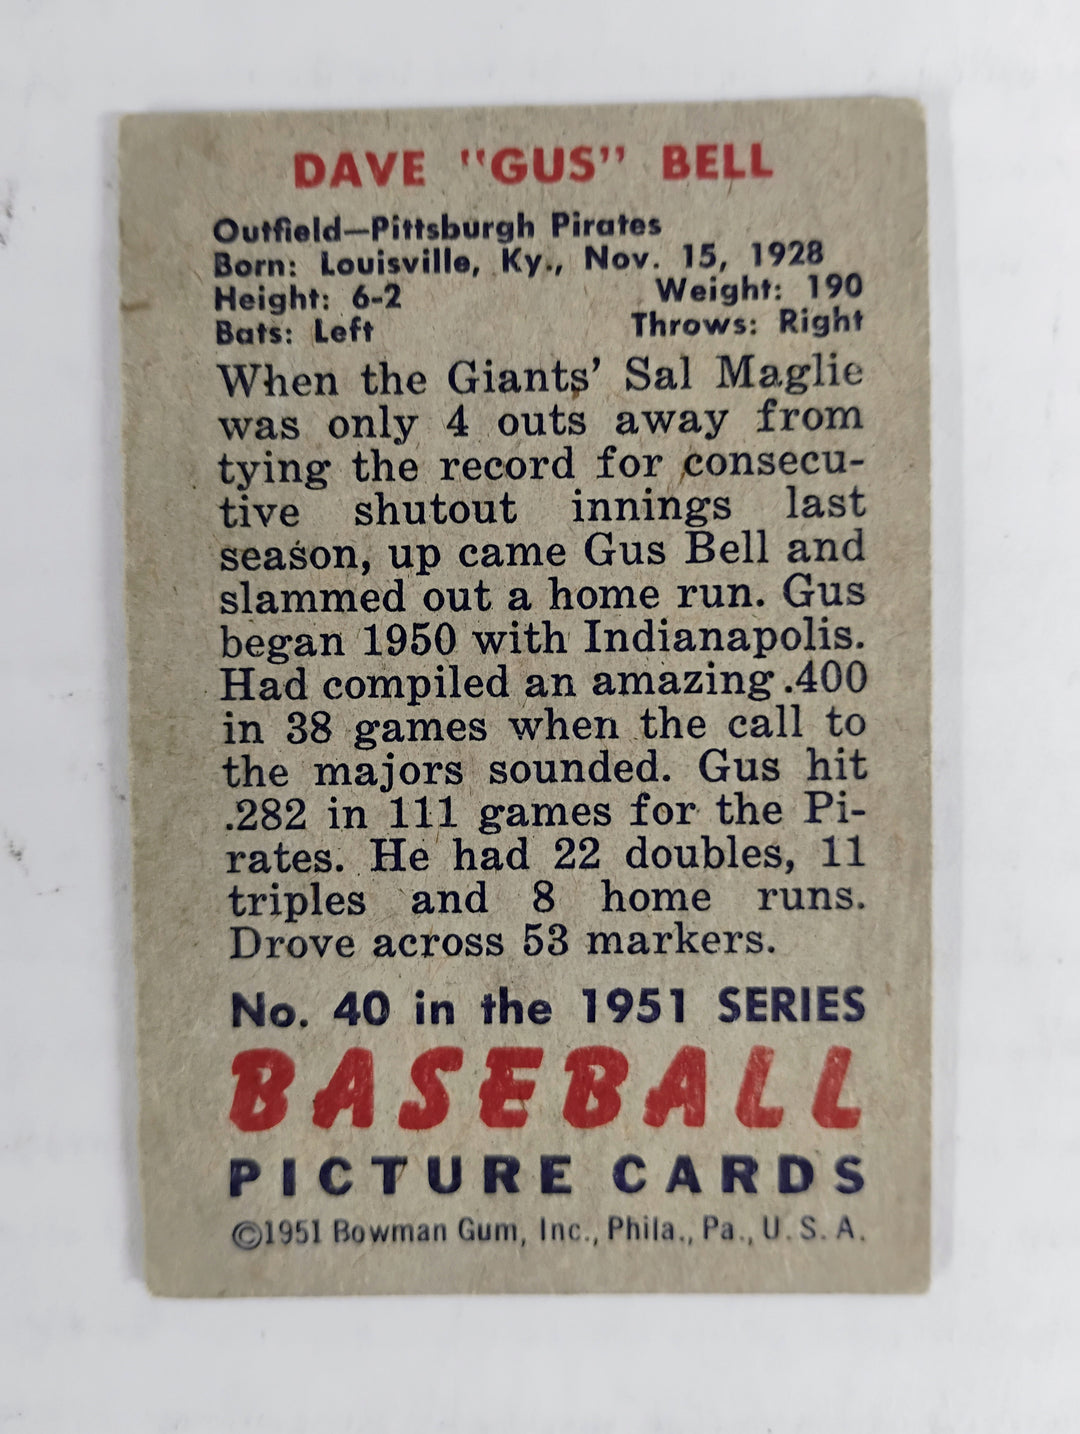 DAVE "GUS" BELL
Outfield—Pittsburgh Pirates
Born: Louisville, Ky., Nov. 15, 1928
Height: 6-2 Weight: 190
Bats: Left Throws: Right
When the Giants' Sal Maglie
was only 4 outs away from
tying the record for consecu-
tive shutout innings last
season, up came Gus Bell and
slammed out a home run. Gus
began 1950 with Indianapolis.
Had compiled an amazing .400
in 38 games when the call to
the majors sounded. Gus hit
.282 in 111 games for the Pi-
rates. He had 22 doubles, 11
triples and 8 home runs.
Drove across 53 markers.
No. 40 in the 1951 SERIES
BASEBALL
PICTURE CARDS
©1951 Bowman Gum, Inc., Phila., Pa., U.S.A.